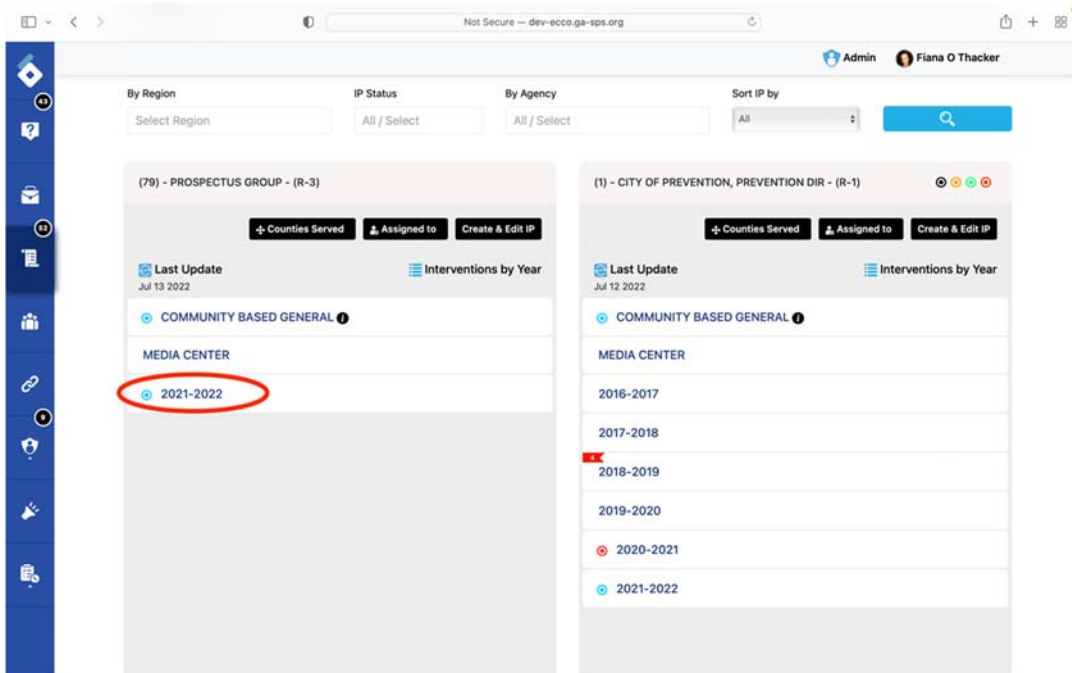 Not Secure — dev-ecco.ga-sps.org
Admin
Fiana O Thacker
43
52
9
By Region
IP Status
By Agency
Sort IP by
Select Region
All / Select
All / Select
All
(79) - PROSPECTUS GROUP - (R-3)
Counties Served
Assigned to
Create & Edit IP
Last Update
Interventions by Year
Jul 13 2022
COMMUNITY BASED GENERAL i
MEDIA CENTER
2021-2022
(1) - CITY OF PREVENTION, PREVENTION DIR - (R-1)
Counties Served
Assigned to
Create & Edit IP
Last Update
Interventions by Year
Jul 12 2022
COMMUNITY BASED GENERAL i
MEDIA CENTER
2016-2017
2017-2018
4
2018-2019
2019-2020
2020-2021
2021-2022